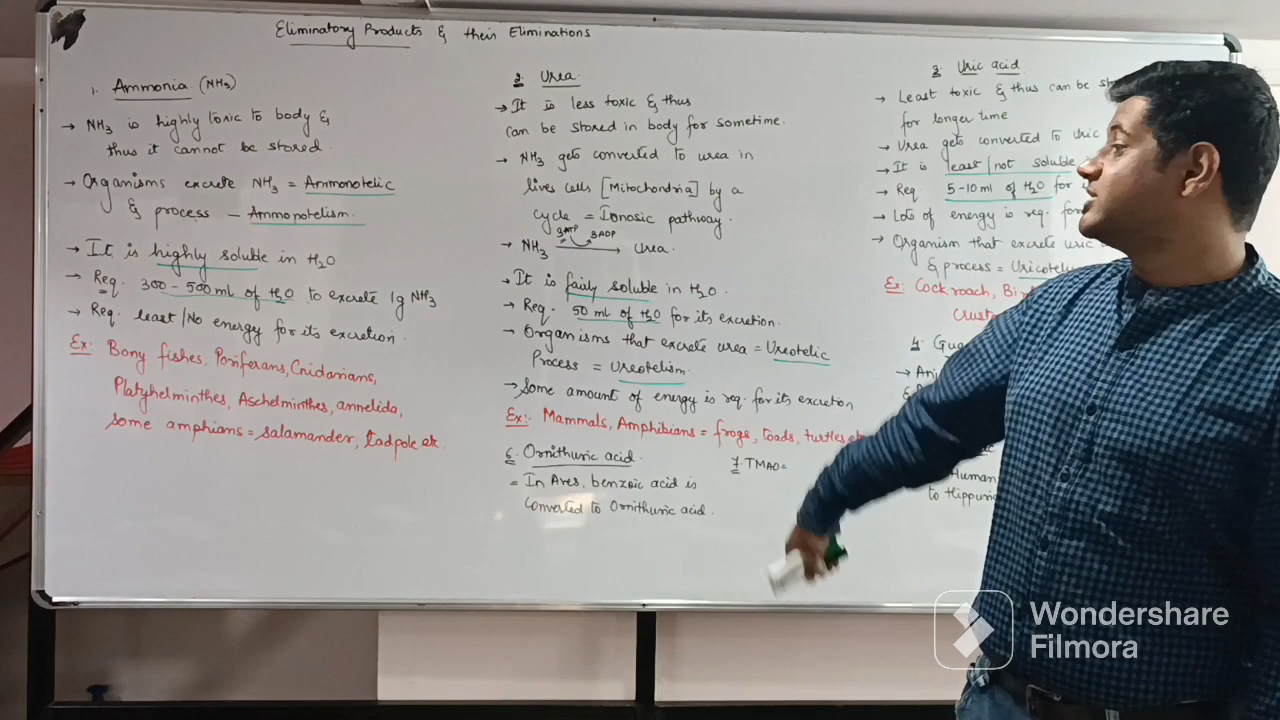 Eliminatory Products & their Eliminations
1. Ammonia (NH3)
→ NH3 is highly toxic to body &
thus it cannot be stored.
→ Organisms excrete NH3 = Ammonotelic
& process - Ammonotelism.
→ It is highly soluble in H2O
→ Req. 300 - 500 ml of H2O to excrete 1g NH3
→ Req. least/No energy for its excretion.
Ex: Bony fishes, Poriferans, Cnidarians,
Platyhelminthes, Aschelminthes, annelida,
some amphians = salamander, tadpole etc.
2 Urea
→ It is less toxic & thus
can be stored in body for sometime.
→ NH3 gets converted to urea in
lives cells [Mitochondria] by a
cycle = Ionosic pathway.
3ATP 3ADP
→ NH3 → Urea.
→ It is fairly soluble in H2O.
→ Req. 50 ml of H2O for its excretion.
→ Organisms that excrete urea = Ureotelic
Process = Ureotelism.
→ Some amount of energy is req. for its excretion
Ex: Mammals, Amphibians = frogs, toads, turtles etc
6. Ornithuric acid.
= In Aves, benzoic acid is
converted to Ornithuric acid.
7. TMAO=
3 Uric acid
→ Least toxic & thus can be
for longer time
→ Urea gets converted to Uric
→ It is least/not soluble
→ Req 5-10 ml of H2O for
→ Lots of energy is req. for
→ Organism that excrete uric
& process =
Ex: Cockroach,
4.
→
Human
to
Wondershare
Filmora